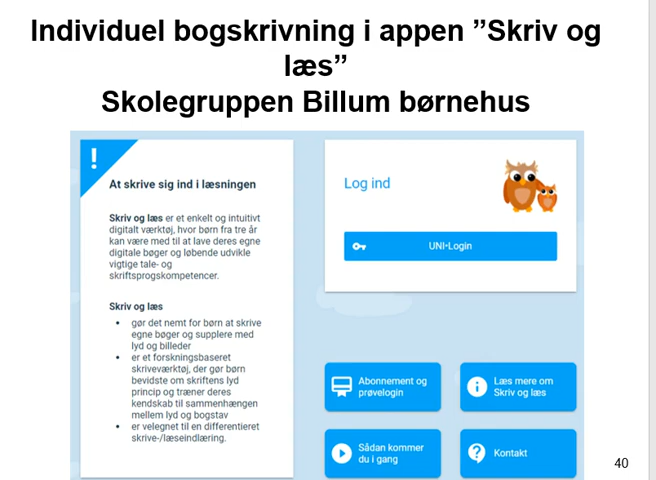 Individuel bogskrivning i appen ”Skriv og
læs”
Skolegruppen Billum børnehus
!
At skrive sig ind i læsningen
Skriv og læs er et enkelt og intuitivt
digitalt værktøj, hvor børn fra tre år
kan være med til at lave deres egne
digitale bøger og løbende udvikle
vigtige tale- og
skriftsprogskompetencer.
Skriv og læs
• gør det nemt for børn at skrive
egne bøger og supplere med
lyd og billeder
• er et forskningsbaseret
skriveværktøj, der gør børn
bevidste om skriftens lyd
princip og træner deres
kendskab til sammenhængen
mellem lyd og bogstav
• er velegnet til en differentieret
skrive-/læseindlæring.
Log ind
UNI•Login
Abonnement og
prøvelogin
Læs mere om
Skriv og læs
Sådan kommer
du i gang
Kontakt
40